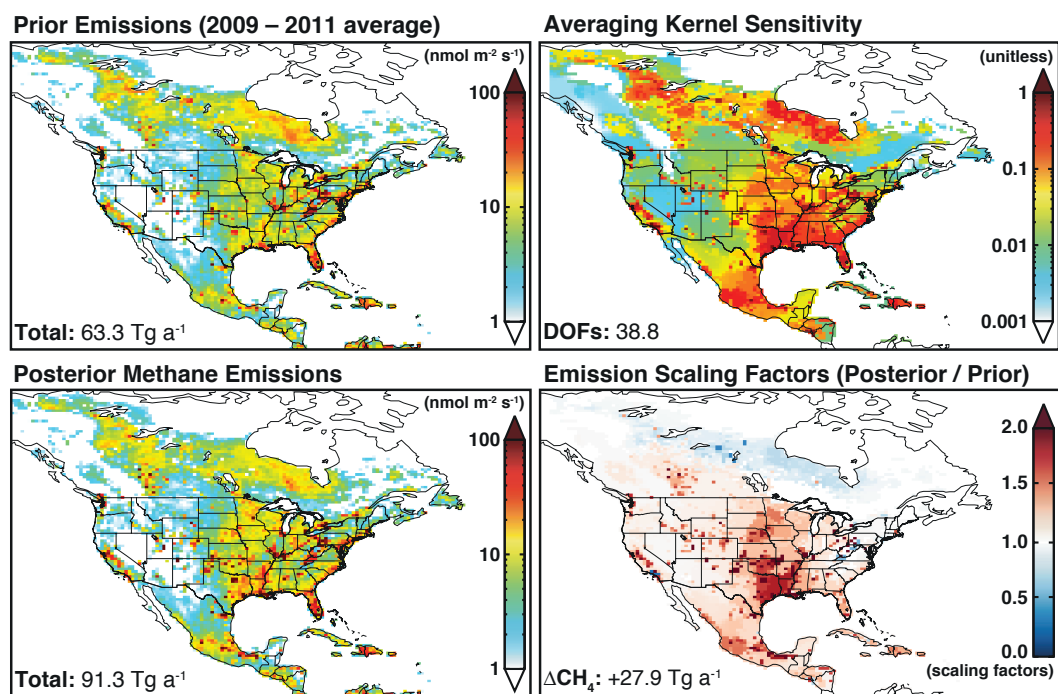 Prior Emissions (2009 – 2011 average)
(nmol m⁻² s⁻¹)
100
10
1
Total: 63.3 Tg a⁻¹
Averaging Kernel Sensitivity
(unitless)
1
0.1
0.01
0.001
DOFs: 38.8
Posterior Methane Emissions
(nmol m⁻² s⁻¹)
100
10
1
Total: 91.3 Tg a⁻¹
Emission Scaling Factors (Posterior / Prior)
2.0
1.5
1.0
0.5
0.0
(scaling factors)
ΔCH₄: +27.9 Tg a⁻¹